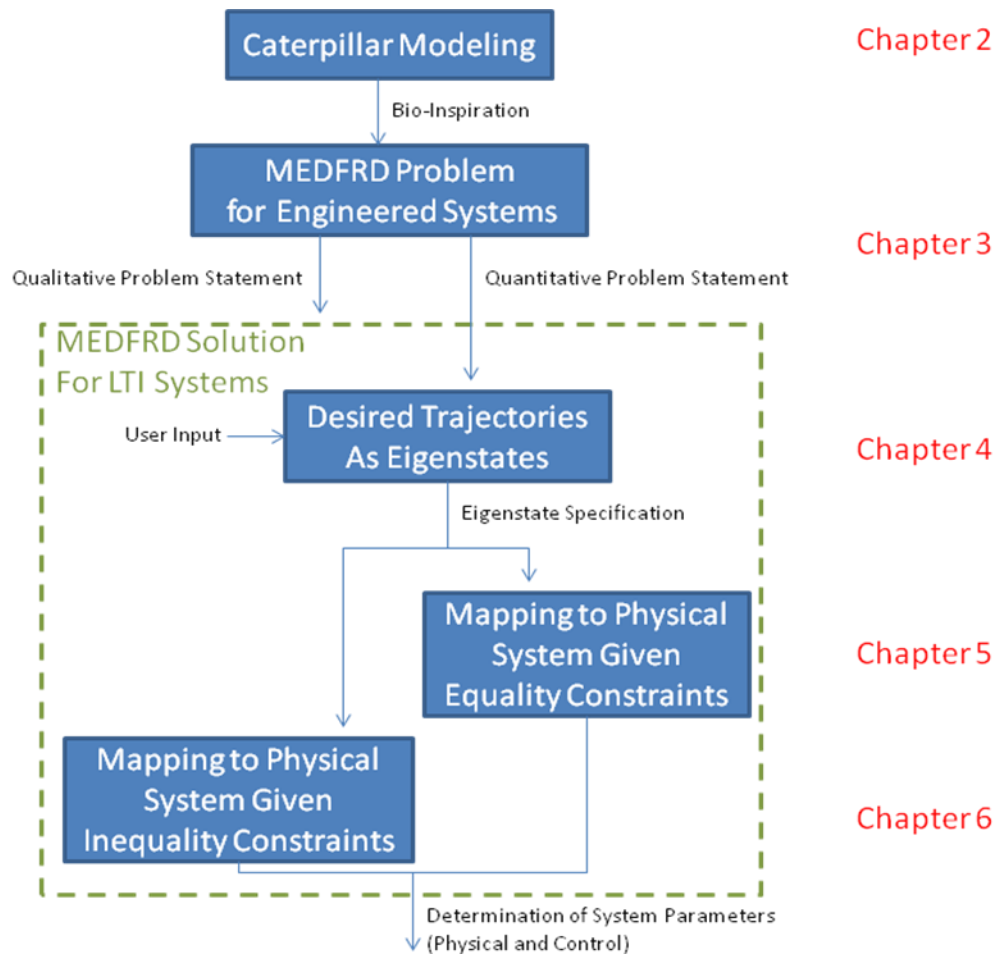 Caterpillar Modeling
Chapter 2
Bio-Inspiration
MEDFRD Problem
for Engineered Systems
Chapter 3
Qualitative Problem Statement
Quantitative Problem Statement
MEDFRD Solution
For LTI Systems
Desired Trajectories
As Eigenstates
User Input
Chapter 4
Eigenstate Specification
Mapping to Physical
System Given
Equality Constraints
Chapter 5
Mapping to Physical
System Given
Inequality Constraints
Chapter 6
Determination of System Parameters
(Physical and Control)